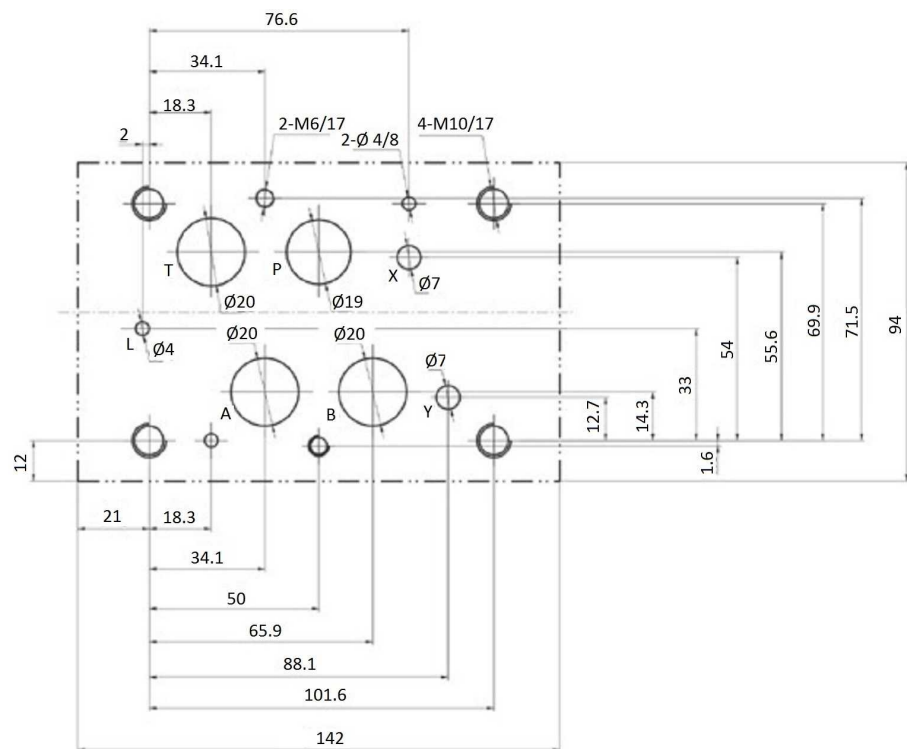 76.6
34.1
18.3
2
2-M6/17
2-Ø 4/8
4-M10/17
T
P
X
Ø20
Ø19
Ø7
L
Ø4
Ø20
Ø20
Ø7
A
B
Y
12.7
14.3
33
54
55.6
69.9
71.5
94
1.6
12
21
18.3
34.1
50
65.9
88.1
101.6
142